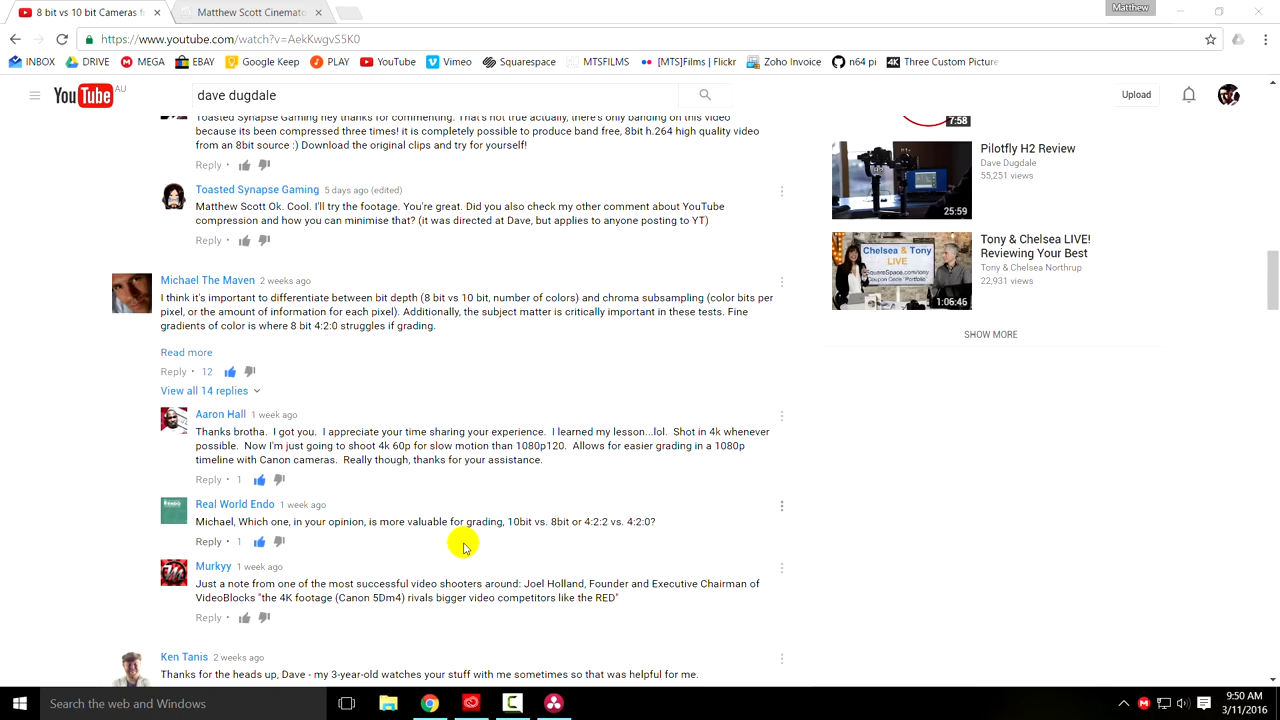 8 bit vs 10 bit Cameras f
Matthew Scott Cinemato
Matthew
https://www.youtube.com/watch?v=AekKwgvS5K0
INBOX
DRIVE
MEGA
EBAY
Google Keep
PLAY
YouTube
Vimeo
Squarespace
MTSFILMS
[MTS]Films | Flickr
Zoho Invoice
n64 pi
Three Custom Picture
YouTube AU
dave dugdale
Upload
Toasted Synapse Gaming hey thanks for commenting. That's not true actually, there's only banding on this video
because its been compressed three times! it is completely possible to produce band free, 8bit h.264 high quality video
from an 8bit source :) Download the original clips and try for yourself!
Reply ·
Toasted Synapse Gaming 5 days ago (edited)
Matthew Scott Ok. Cool. I'll try the footage. You're great. Did you also check my other comment about YouTube
compression and how you can minimise that? (it was directed at Dave, but applies to anyone posting to YT)
Reply ·
Michael The Maven 2 weeks ago
I think it's important to differentiate between bit depth (8 bit vs 10 bit, number of colors) and chroma subsampling (color bits per
pixel, or the amount of information for each pixel). Additionally, the subject matter is critically important in these tests. Fine
gradients of color is where 8 bit 4:2:0 struggles if grading.
Read more
Reply · 12
View all 14 replies
Aaron Hall 1 week ago
Thanks brotha. I got you. I appreciate your time sharing your experience. I learned my lesson...lol. Shot in 4k whenever
possible. Now I'm just going to shoot 4k 60p for slow motion than 1080p120. Allows for easier grading in a 1080p
timeline with Canon cameras. Really though, thanks for your assistance.
Reply · 1
Real World Endo 1 week ago
Michael, Which one, in your opinion, is more valuable for grading, 10bit vs. 8bit or 4:2:2 vs. 4:2:0?
Reply · 1
Murkyy 1 week ago
Just a note from one of the most successful video shooters around: Joel Holland, Founder and Executive Chairman of
VideoBlocks "the 4K footage (Canon 5Dm4) rivals bigger video competitors like the RED"
Reply ·
Ken Tanis 2 weeks ago
Thanks for the heads up, Dave - my 3-year-old watches your stuff with me sometimes so that was helpful for me.
7:58
Pilotfly H2 Review
Dave Dugdale
55,251 views
25:59
Tony & Chelsea LIVE!
Reviewing Your Best
Tony & Chelsea Northrup
22,931 views
Chelsea & Tony
LIVE
SquareSpace.com/tony
Coupon Code "Portfolio"
1:06:46
SHOW MORE
Search the web and Windows
9:50 AM
3/11/2016